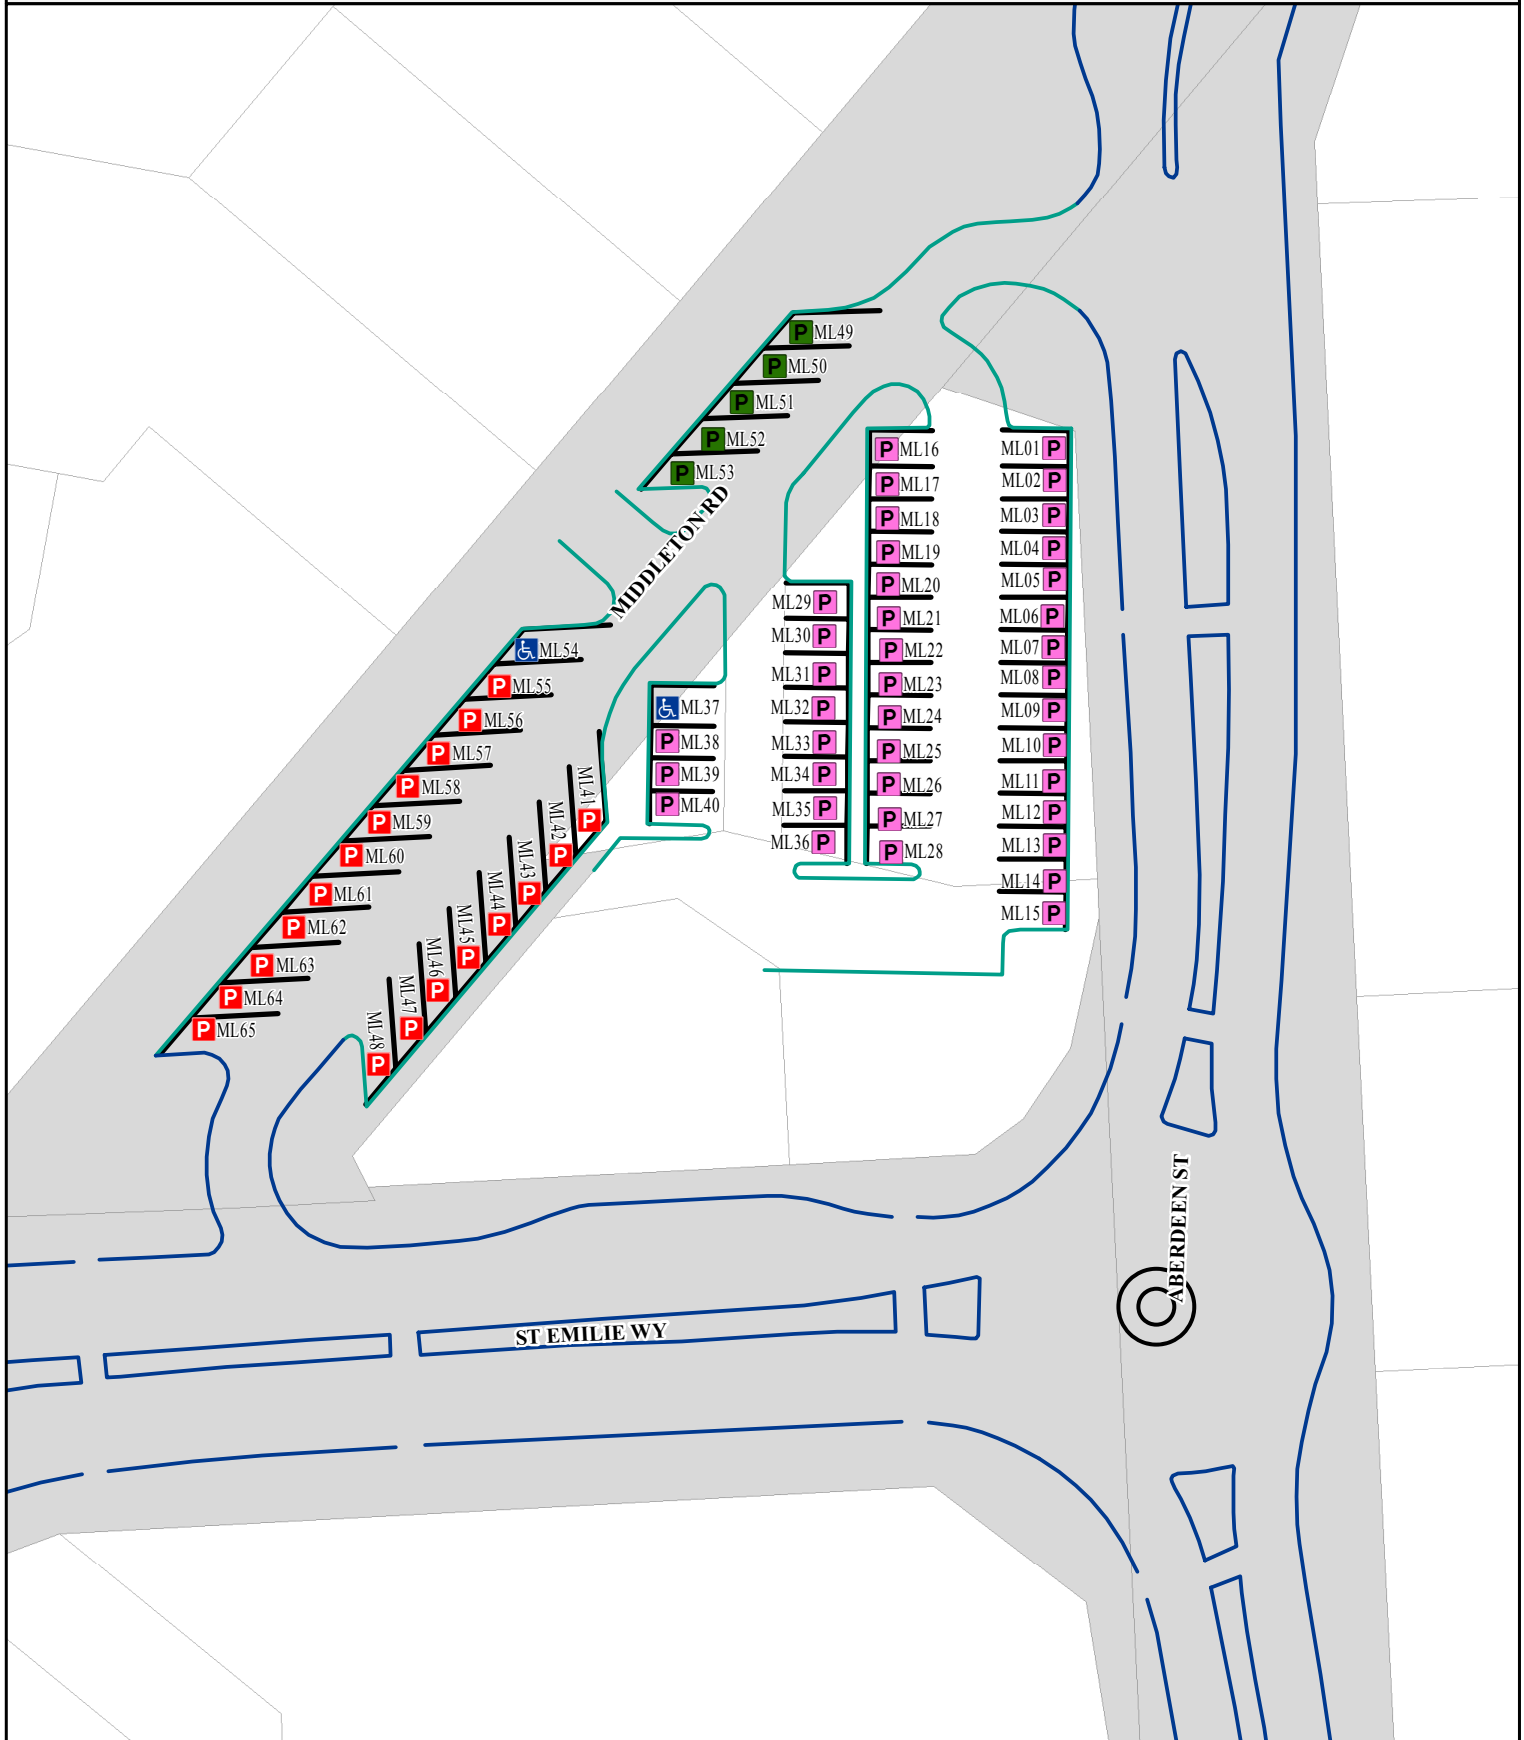 P ML49
P ML50
P ML51
P ML52
P ML53
MIDDLETON RD
P ML16
P ML17
P ML18
P ML19
P ML20
P ML21
P ML22
P ML23
P ML24
P ML25
P ML26
P ML27
P ML28
ML01 P
ML02 P
ML03 P
ML04 P
ML05 P
ML06 P
ML07 P
ML08 P
ML09 P
ML10 P
ML11 P
ML12 P
ML13 P
ML14 P
ML15 P
ML29 P
ML30 P
ML31 P
ML32 P
ML33 P
ML34 P
ML35 P
ML36 P
ML37
P ML38
P ML39
P ML40
ML54
P ML55
P ML56
P ML57
P ML58
P ML59
P ML60
P ML61
P ML62
P ML63
P ML64
P ML65
ML41 P
ML42 P
ML43 P
ML44 P
ML45 P
ML46 P
ML47 P
ML48 P
ABERDEEN ST
ST EMILIE WY